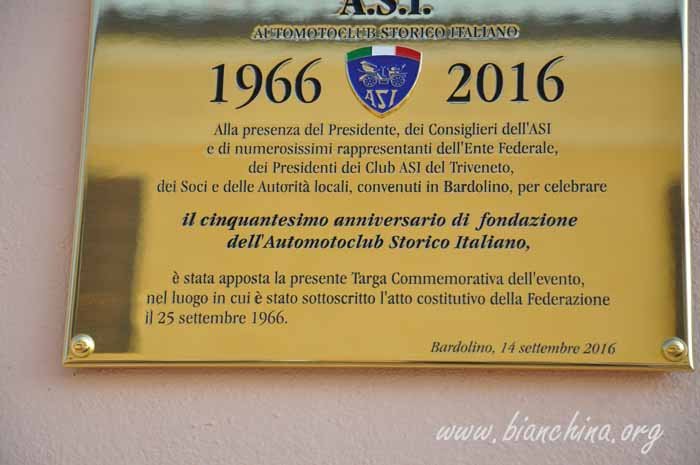 A.S.I.
AUTOMOTOCLUB STORICO ITALIANO
1966 ASI 2016
Alla presenza del Presidente, dei Consiglieri dell'ASI
e di numerosissimi rappresentanti dell'Ente Federale,
dei Presidenti dei Club ASI del Triveneto,
dei Soci e delle Autorità locali, convenuti in Bardolino, per celebrare
il cinquantesimo anniversario di fondazione
dell'Automotoclub Storico Italiano,
è stata apposta la presente Targa Commemorativa dell'evento,
nel luogo in cui è stato sottoscritto l'atto costitutivo della Federazione
il 25 settembre 1966.
Bardolino, 14 settembre 2016
www.bianchina.org